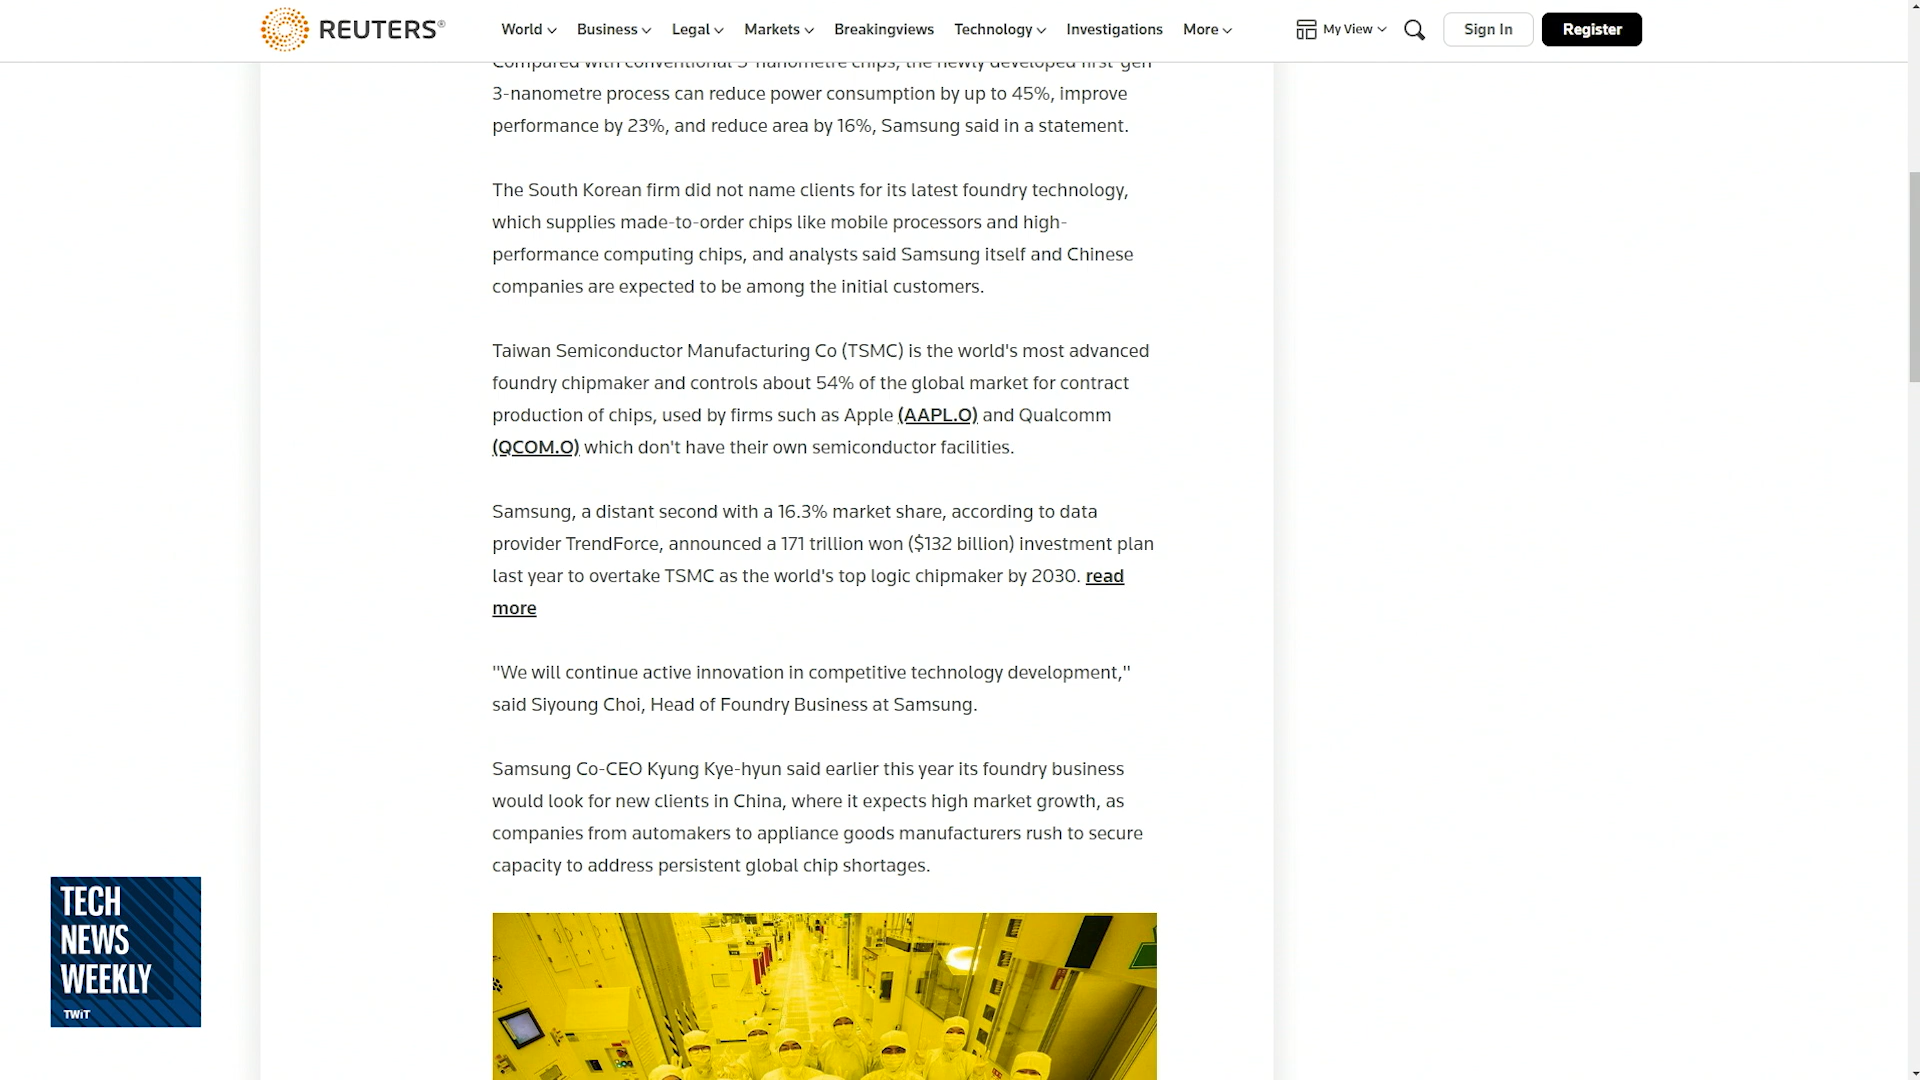 REUTERS®
World
Business
Legal
Markets
Breakingviews
Technology
Investigations
More
My View
Sign In
Register
Compared with conventional 5-nanometre chips, the newly developed first-gen
3-nanometre process can reduce power consumption by up to 45%, improve
performance by 23%, and reduce area by 16%, Samsung said in a statement.
The South Korean firm did not name clients for its latest foundry technology,
which supplies made-to-order chips like mobile processors and high-
performance computing chips, and analysts said Samsung itself and Chinese
companies are expected to be among the initial customers.
Taiwan Semiconductor Manufacturing Co (TSMC) is the world's most advanced
foundry chipmaker and controls about 54% of the global market for contract
production of chips, used by firms such as Apple (AAPL.O) and Qualcomm
(QCOM.O) which don't have their own semiconductor facilities.
Samsung, a distant second with a 16.3% market share, according to data
provider TrendForce, announced a 171 trillion won ($132 billion) investment plan
last year to overtake TSMC as the world's top logic chipmaker by 2030. read
more
"We will continue active innovation in competitive technology development,"
said Siyoung Choi, Head of Foundry Business at Samsung.
Samsung Co-CEO Kyung Kye-hyun said earlier this year its foundry business
would look for new clients in China, where it expects high market growth, as
companies from automakers to appliance goods manufacturers rush to secure
capacity to address persistent global chip shortages.
TECH
NEWS
WEEKLY
TWiT